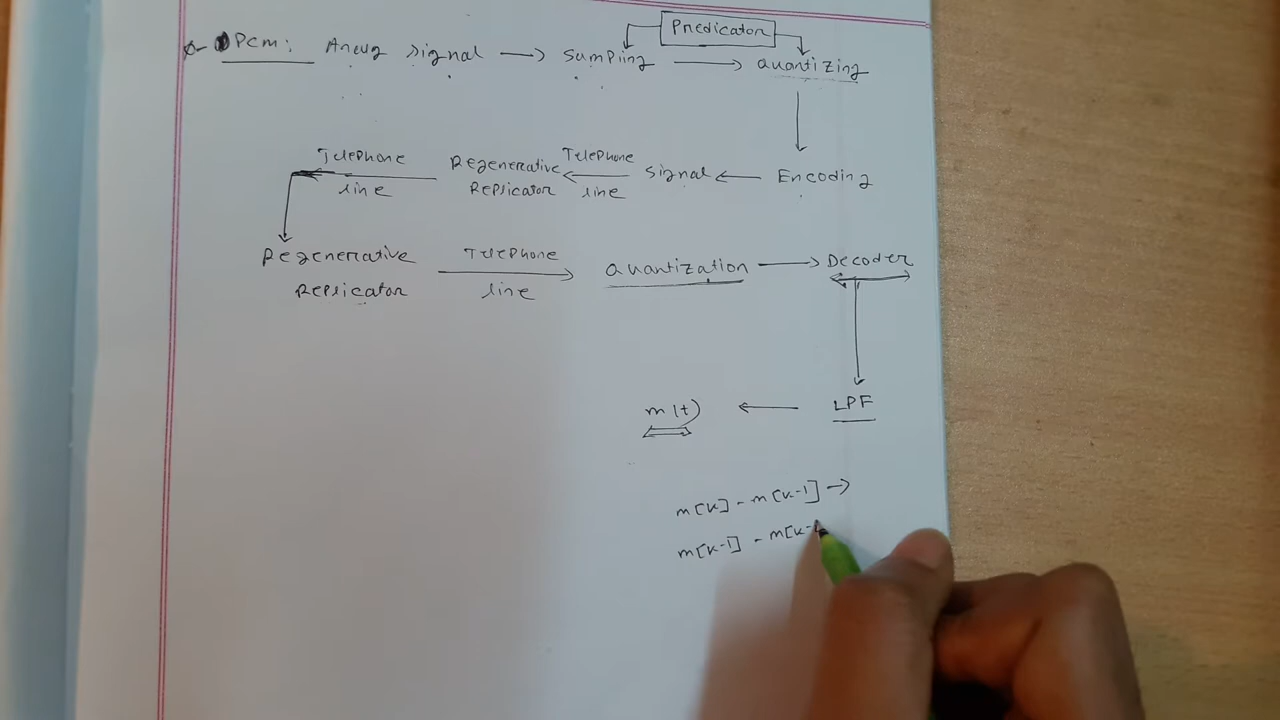 Predicator
PCM: Analog signal → Sampling → Quantizing
Telephone line Regenerative Replicator Telephone line signal ← Encoding
Regenerative Replicator Telephone line Quantization → Decoder
m(t) ← LPF
m[k] - m[k-1] →
m[k-1] - m[k-